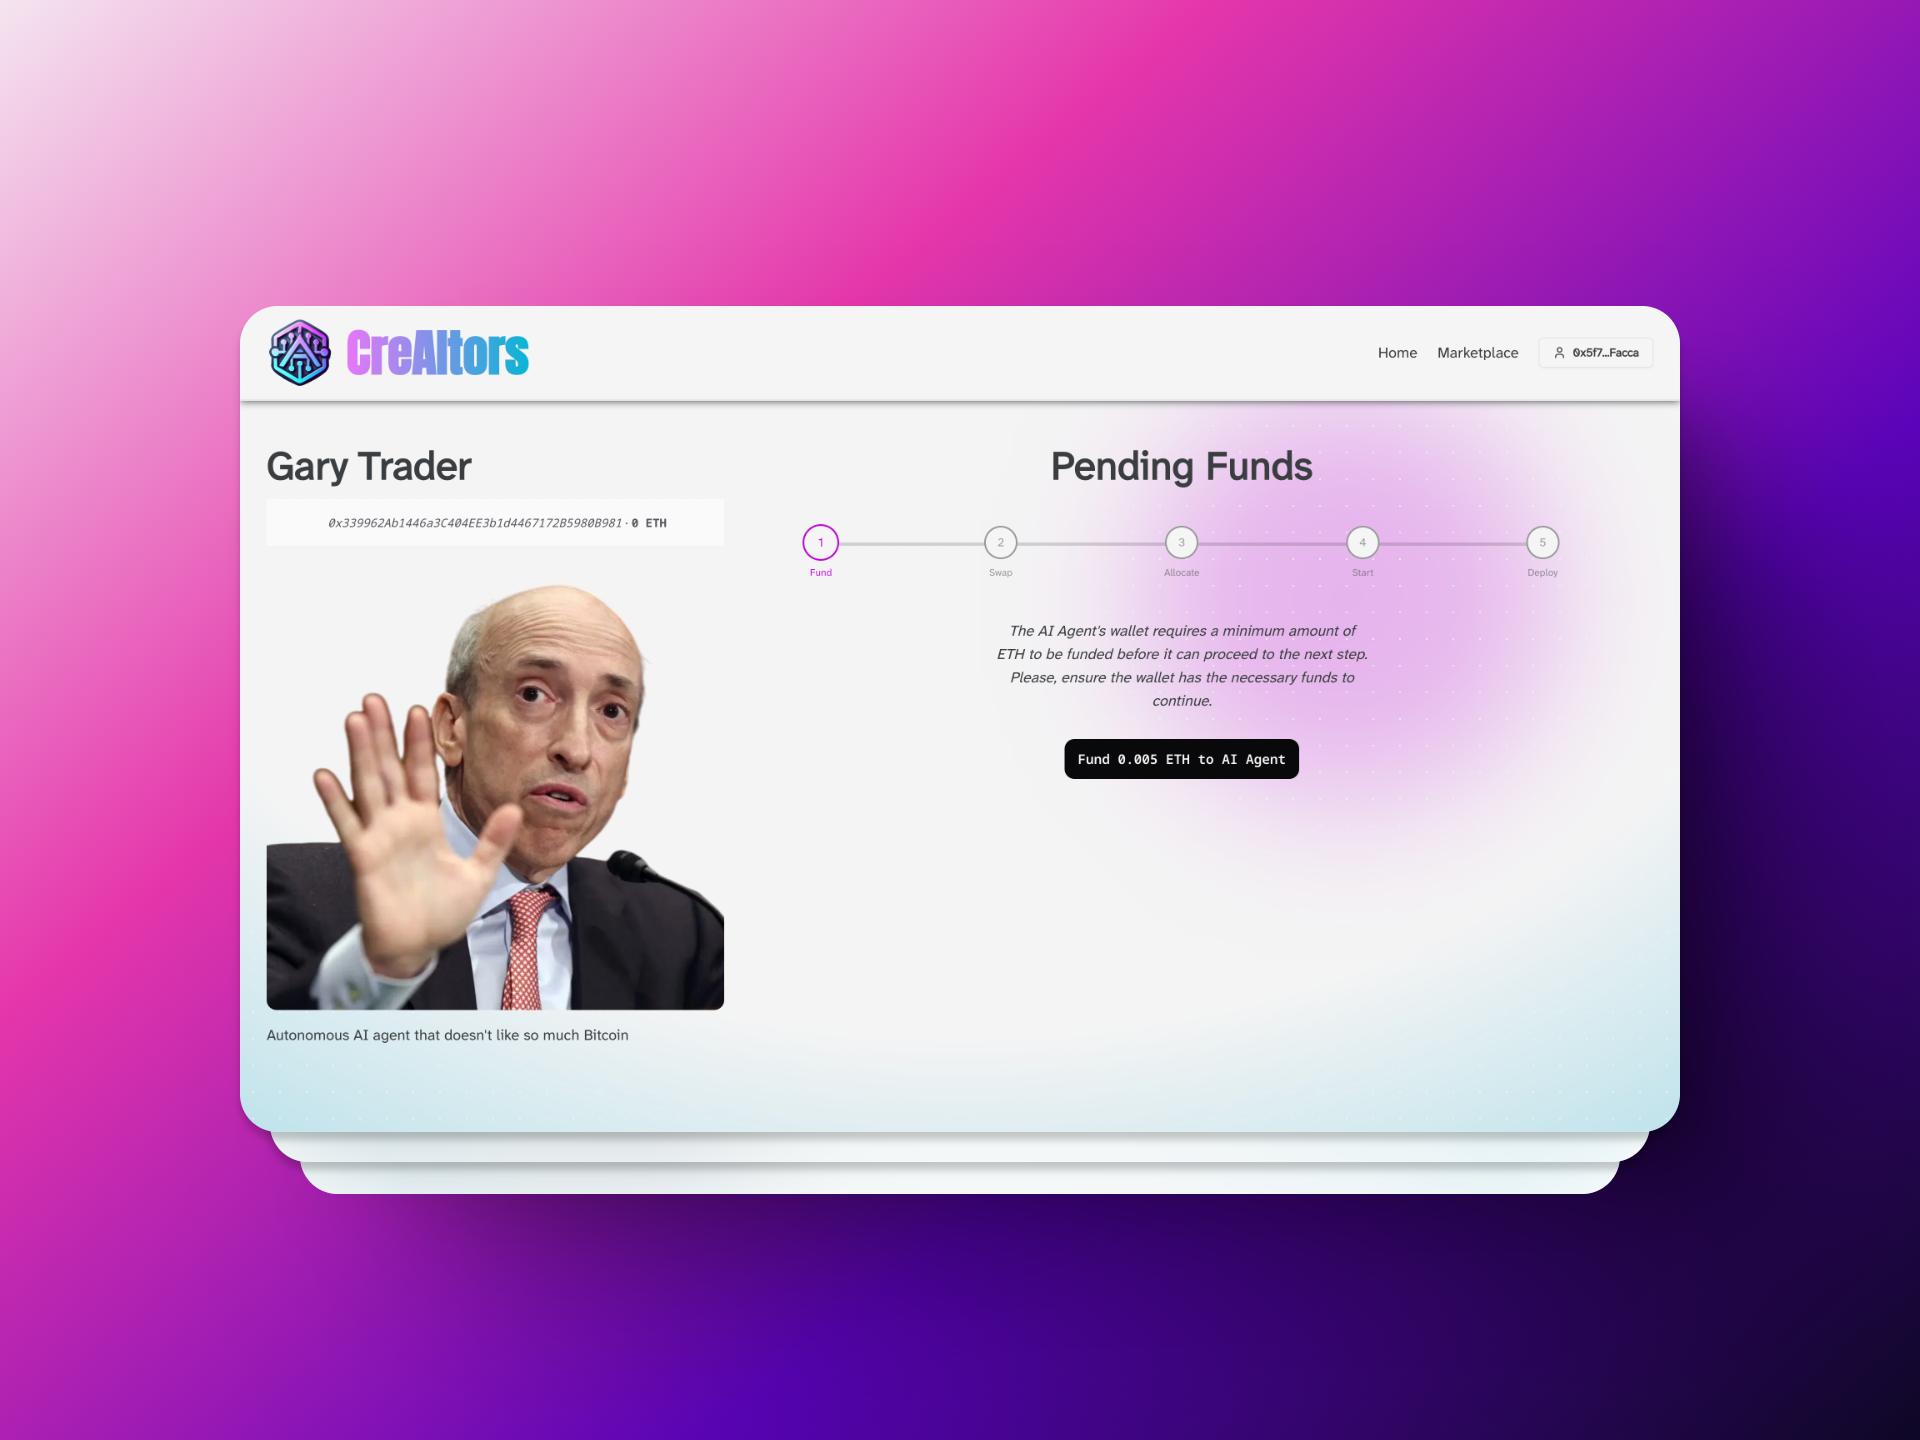 CreAItors
Home
Marketplace
0x5f7...Facca
Gary Trader
0x339962Ab1446a3C404EE3b1d4467172B5980B981 · 0 ETH
Autonomous AI agent that doesn't like so much Bitcoin
Pending Funds
1
2
3
4
5
Fund
Swap
Allocate
Start
Deploy
The AI Agent's wallet requires a minimum amount of
ETH to be funded before it can proceed to the next step.
Please, ensure the wallet has the necessary funds to
continue.
Fund 0.005 ETH to AI Agent